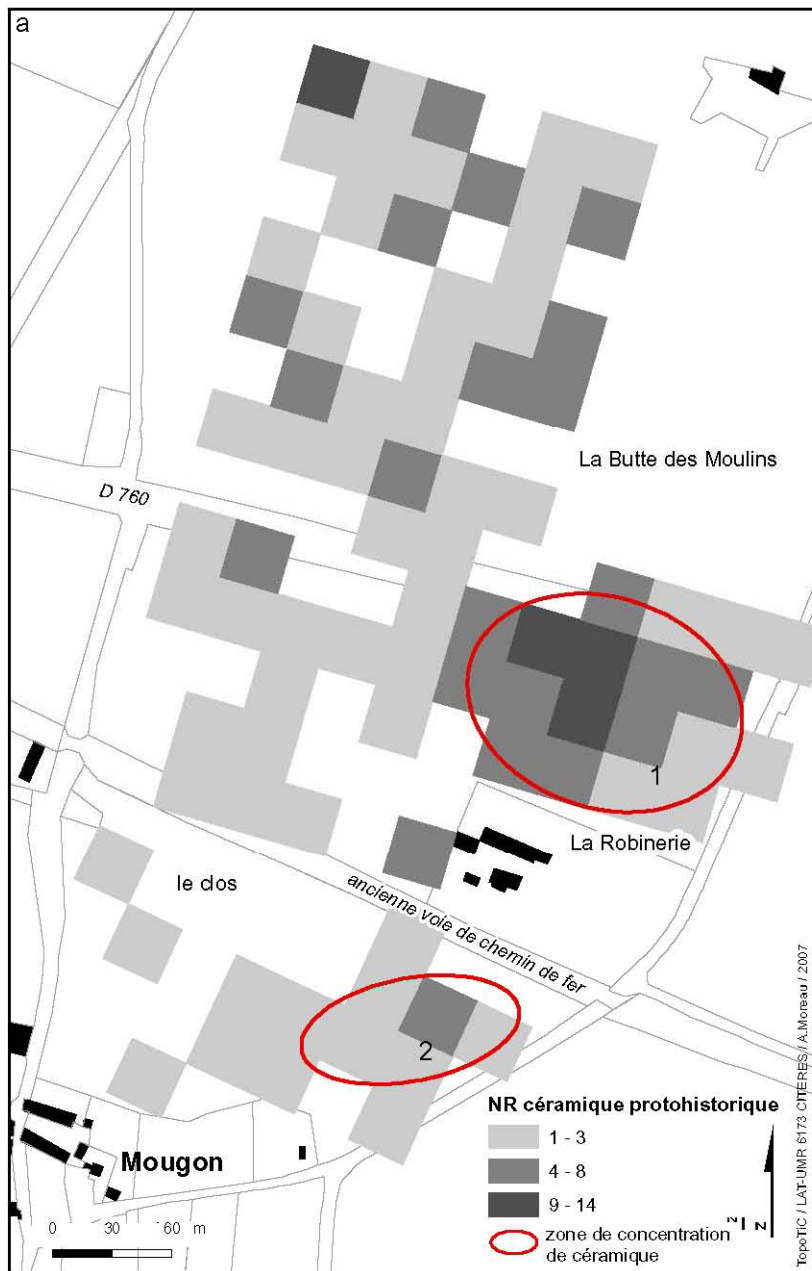 a
La Butte des Moulins
D 760
1
La Robinerie
le clos
ancienne voie de chemin de fer
2
Mougon
NR céramique protohistorique
1 - 3
4 - 8
9 - 14
zone de concentration
de céramique
0 30 60 m
N N
TopoTIC / LAT-UMR 6173 CITERES / A.Moreau / 2007